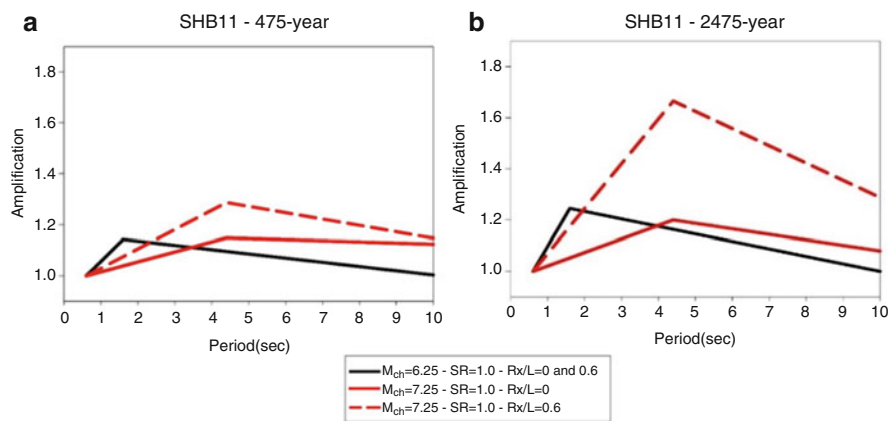 a
SHB11 - 475-year
1.8
1.6
1.4
1.2
1.0
Amplification
0 1 2 3 4 5 6 7 8 9 10
Period(sec)
b
SHB11 - 2475-year
1.8
1.6
1.4
1.2
1.0
Amplification
0 1 2 3 4 5 6 7 8 9 10
Period(sec)
Mch=6.25 - SR=1.0 - Rx/L=0 and 0.6
Mch=7.25 - SR=1.0 - Rx/L=0
Mch=7.25 - SR=1.0 - Rx/L=0.6